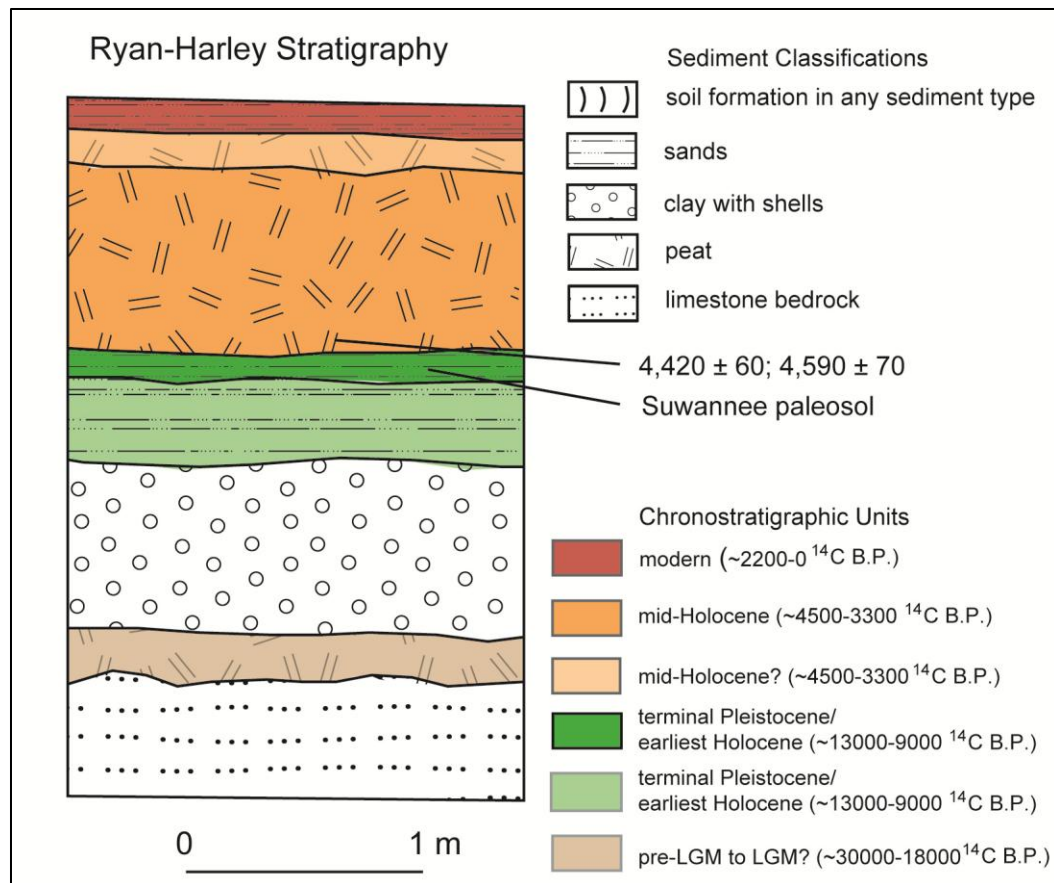 Ryan-Harley Stratigraphy
Sediment Classifications
soil formation in any sediment type
sands
clay with shells
peat
limestone bedrock
4,420 ± 60; 4,590 ± 70
Suwannee paleosol
Chronostratigraphic Units
modern (~2200-0 ¹⁴C B.P.)
mid-Holocene (~4500-3300 ¹⁴C B.P.)
mid-Holocene? (~4500-3300 ¹⁴C B.P.)
terminal Pleistocene/
earliest Holocene (~13000-9000 ¹⁴C B.P.)
terminal Pleistocene/
earliest Holocene (~13000-9000 ¹⁴C B.P.)
pre-LGM to LGM? (~30000-18000¹⁴C B.P.)
0 1 m